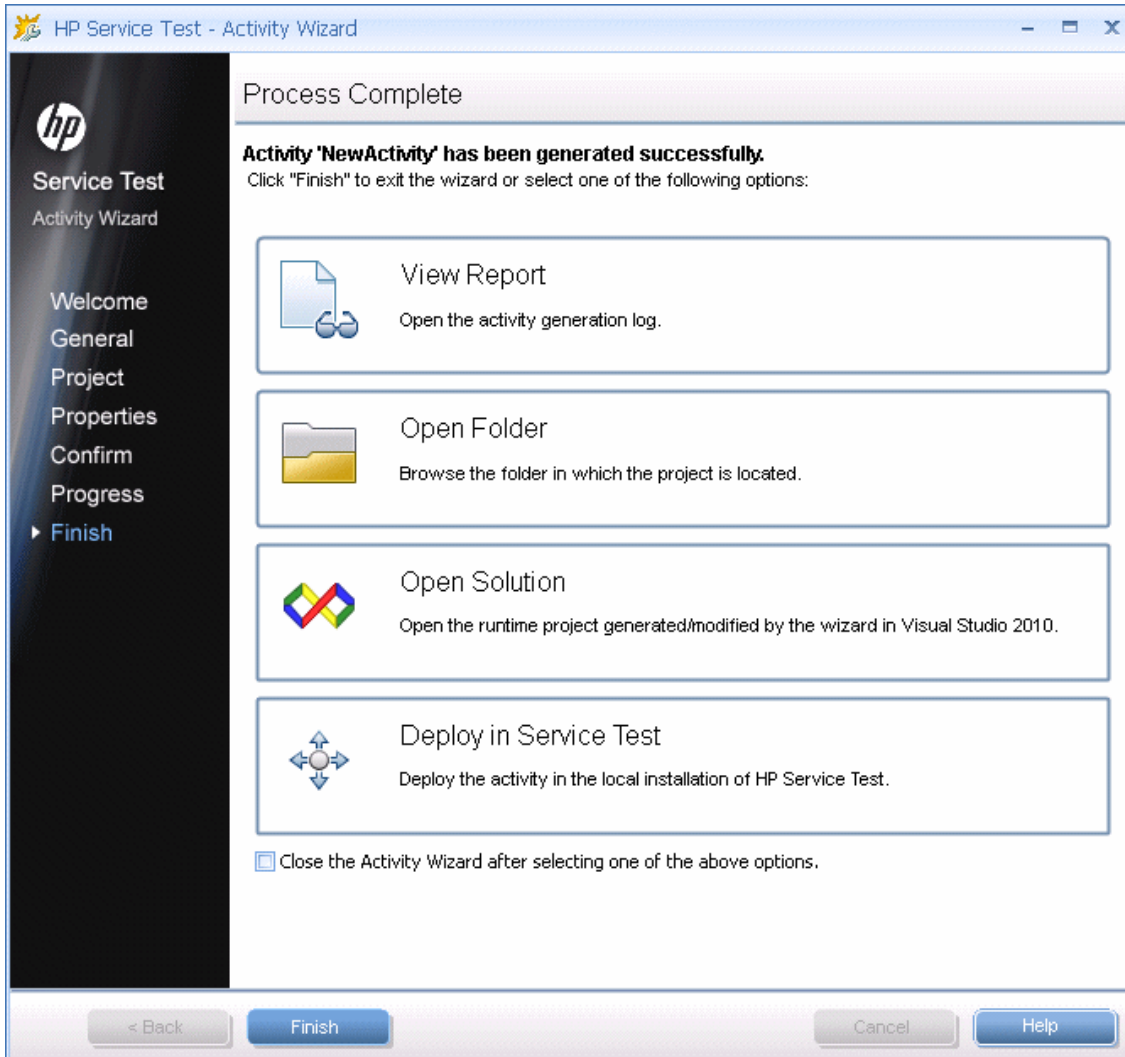 HP Service Test - Activity Wizard
hp
Service Test
Activity Wizard
Welcome
General
Project
Properties
Confirm
Progress
Finish
Process Complete
Activity 'NewActivity' has been generated successfully.
Click "Finish" to exit the wizard or select one of the following options:
View Report
Open the activity generation log.
Open Folder
Browse the folder in which the project is located.
Open Solution
Open the runtime project generated/modified by the wizard in Visual Studio 2010.
Deploy in Service Test
Deploy the activity in the local installation of HP Service Test.
Close the Activity Wizard after selecting one of the above options.
< Back
Finish
Cancel
Help